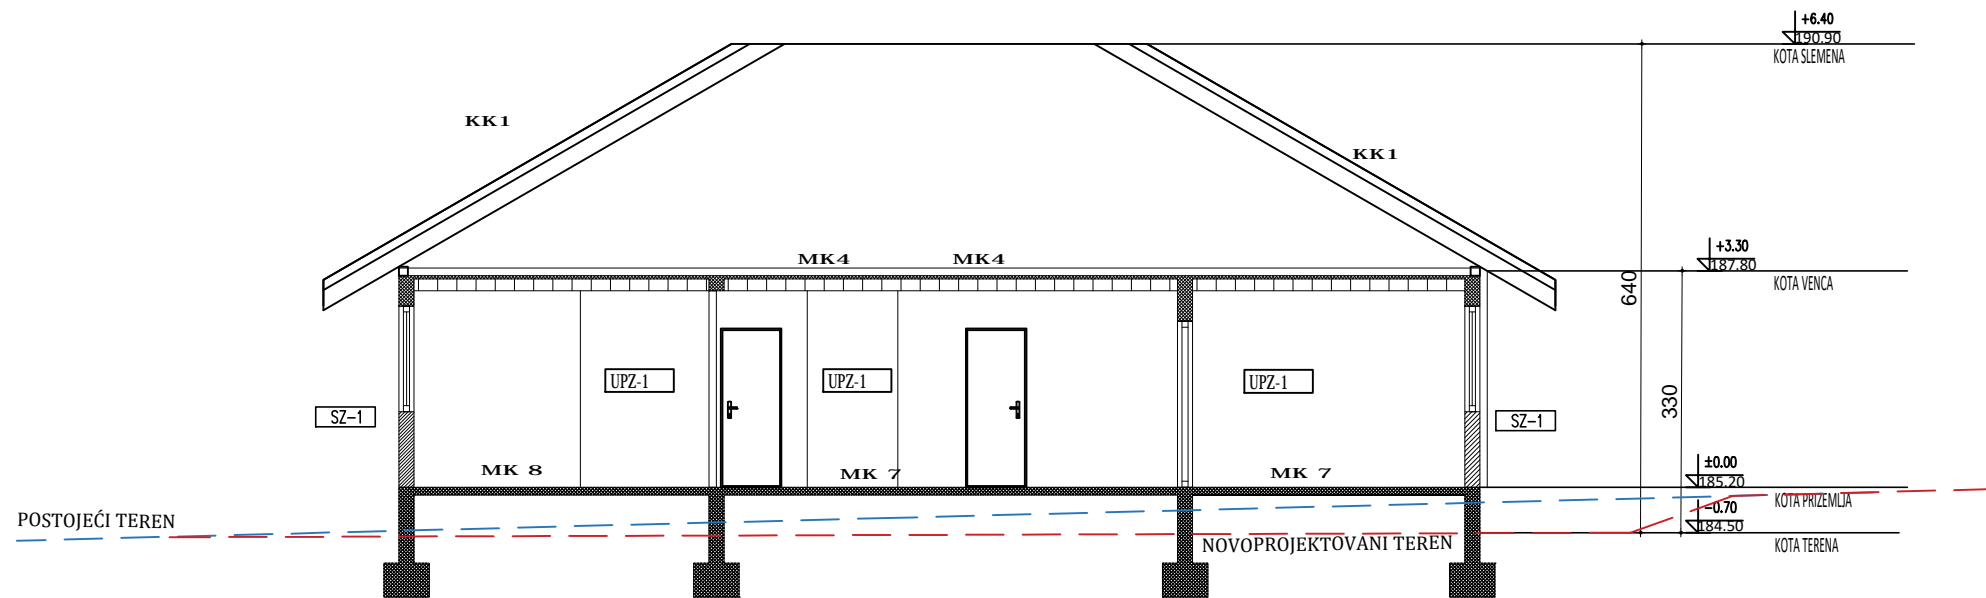 +6.40
190.90
KOTA SLEMENA
KK1
KK1
+3.30
187.80
KOTA VENCA
MK4
MK4
640
330
UPZ-1
UPZ-1
UPZ-1
SZ-1
SZ-1
MK 8
MK 7
MK 7
±0.00
185.20
KOTA PRIZEMLJA
-0.70
184.50
KOTA TERENA
POSTOJEĆI TEREN
NOVOPROJEKTOVANI TEREN